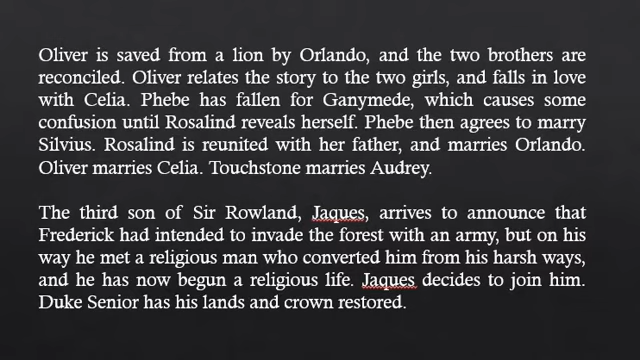 Oliver is saved from a lion by Orlando, and the two brothers are
reconciled. Oliver relates the story to the two girls, and falls in love
with Celia. Phebe has fallen for Ganymede, which causes some
confusion until Rosalind reveals herself. Phebe then agrees to marry
Silvius. Rosalind is reunited with her father, and marries Orlando.
Oliver marries Celia. Touchstone marries Audrey.
The third son of Sir Rowland, Jaques, arrives to announce that
Frederick had intended to invade the forest with an army, but on his
way he met a religious man who converted him from his harsh ways,
and he has now begun a religious life. Jaques decides to join him.
Duke Senior has his lands and crown restored.